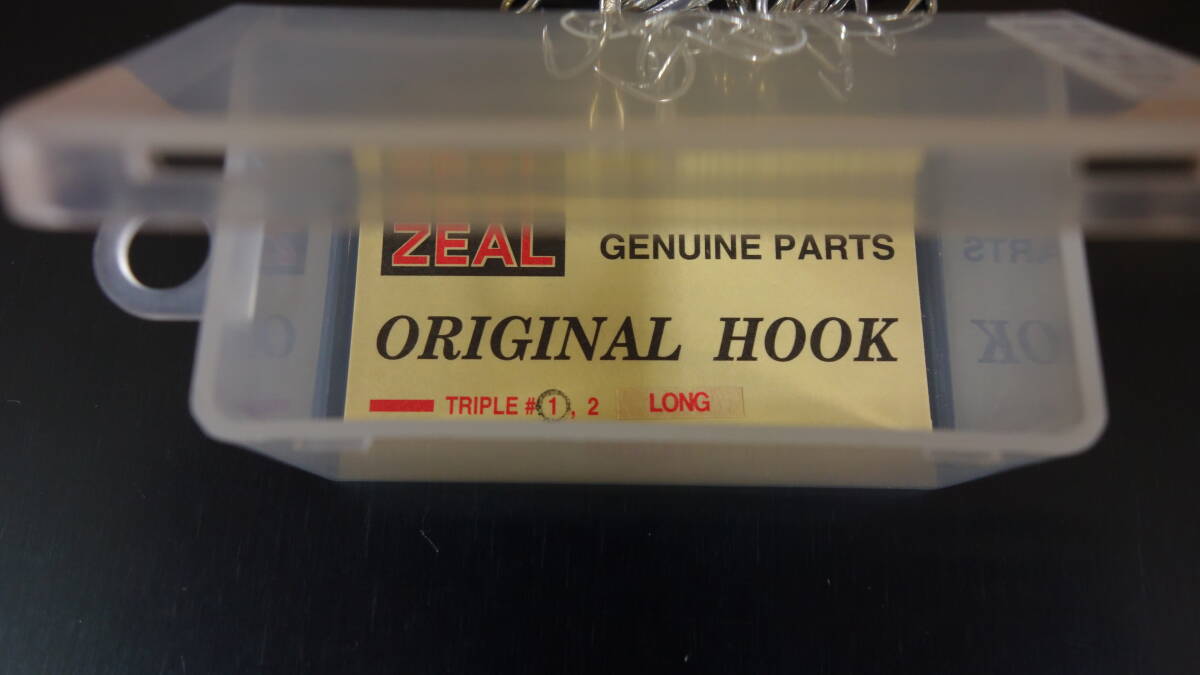 ZEAL GENUINE PARTS
ORIGINAL HOOK
TRIPLE #1, 2 LONG